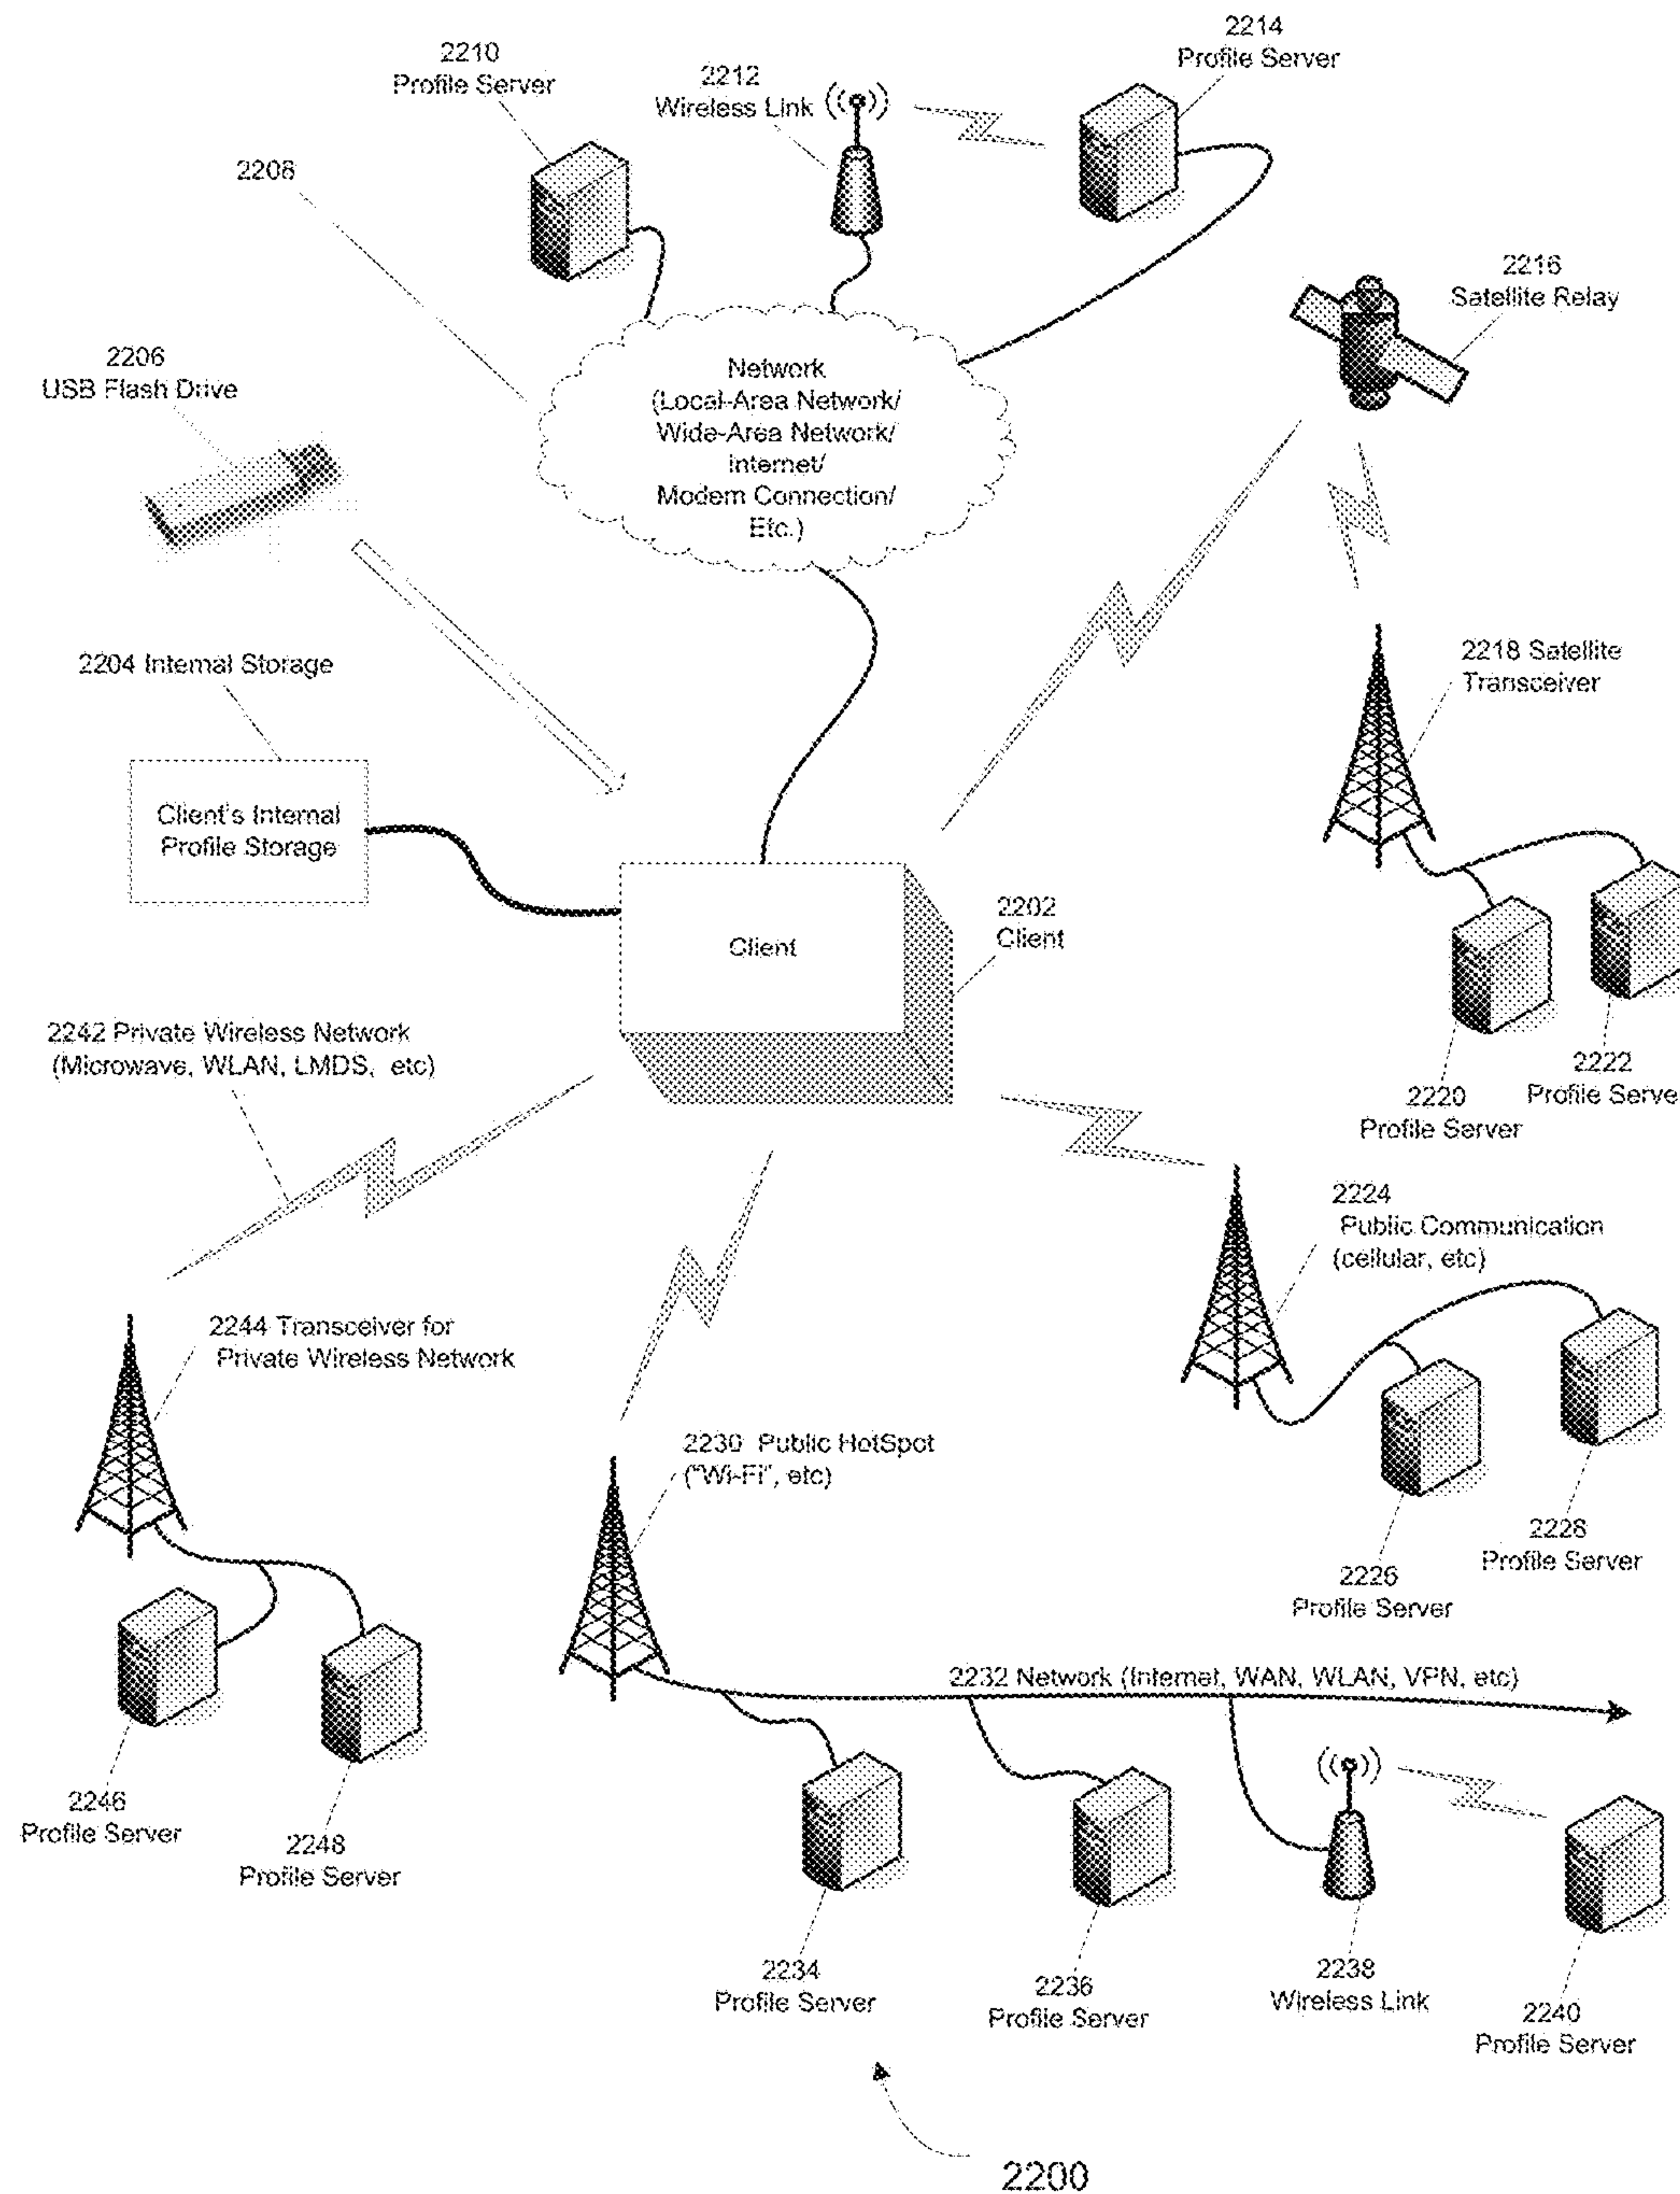 2210
Profile Server
2212
Wireless Link
2214
Profile Server
2208
2216
Satellite Relay
2206
USB Flash Drive
Network
(Local-Area Network/
Wide-Area Network/
Internet/
Modem Connection/
Etc.)
2204 Internal Storage
2218 Satellite
Transceiver
Client's Internal
Profile Storage
Client
2202
Client
2242 Private Wireless Network
(Microwave, WLAN, LMDS, etc)
2222
Profile Serve
2220
Profile Server
2224
Public Communication
(cellular, etc)
2244 Transceiver for
Private Wireless Network
2230 Public HotSpot
("Wi-Fi", etc)
2228
Profile Server
2226
Profile Server
2232 Network (Internet, WAN, WLAN, VPN, etc)
2246
Profile Server
2248
Profile Server
2234
Profile Server
2236
Profile Server
2238
Wireless Link
2240
Profile Server
2200